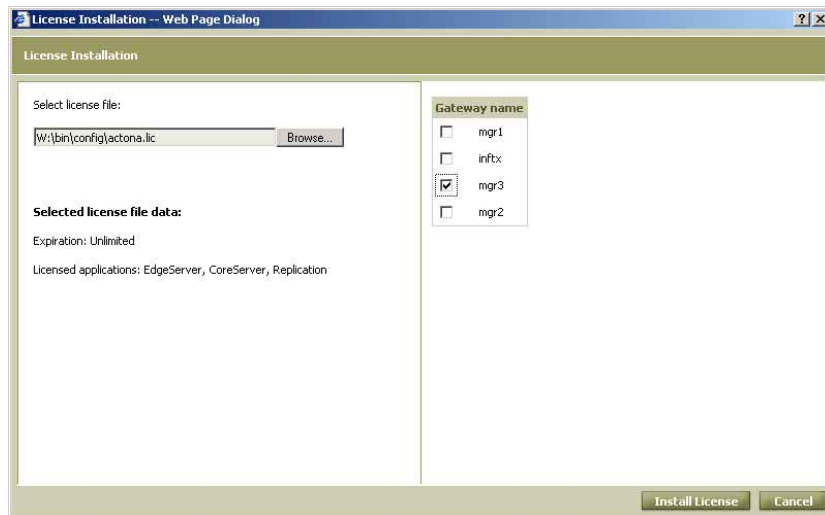 License Installation -- Web Page Dialog
License Installation
Select license file:
W:\bin\config\actona.lic
Browse...
Selected license file data:
Expiration: Unlimited
Licensed applications: EdgeServer, CoreServer, Replication
Gateway name
mgr1
inftx
mgr3
mgr2
Install License
Cancel